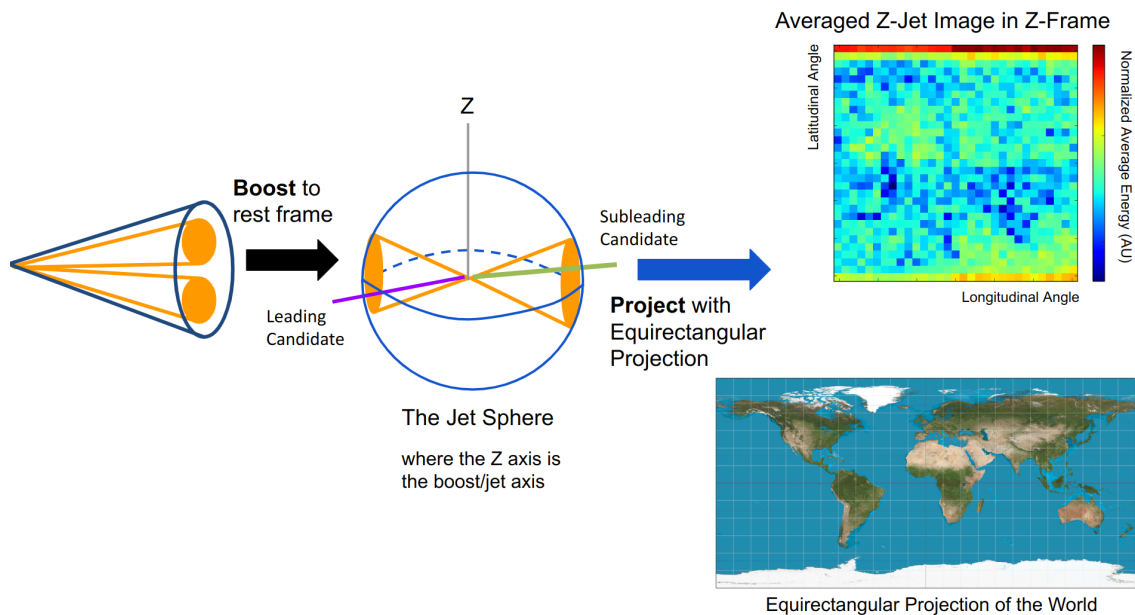 Averaged Z-Jet Image in Z-Frame
Latitudinal Angle
Normalized Average Energy (AU)
Longitudinal Angle
Z
Boost to
rest frame
Subleading
Candidate
Leading
Candidate
Project with
Equirectangular
Projection
The Jet Sphere
where the Z axis is
the boost/jet axis
Equirectangular Projection of the World